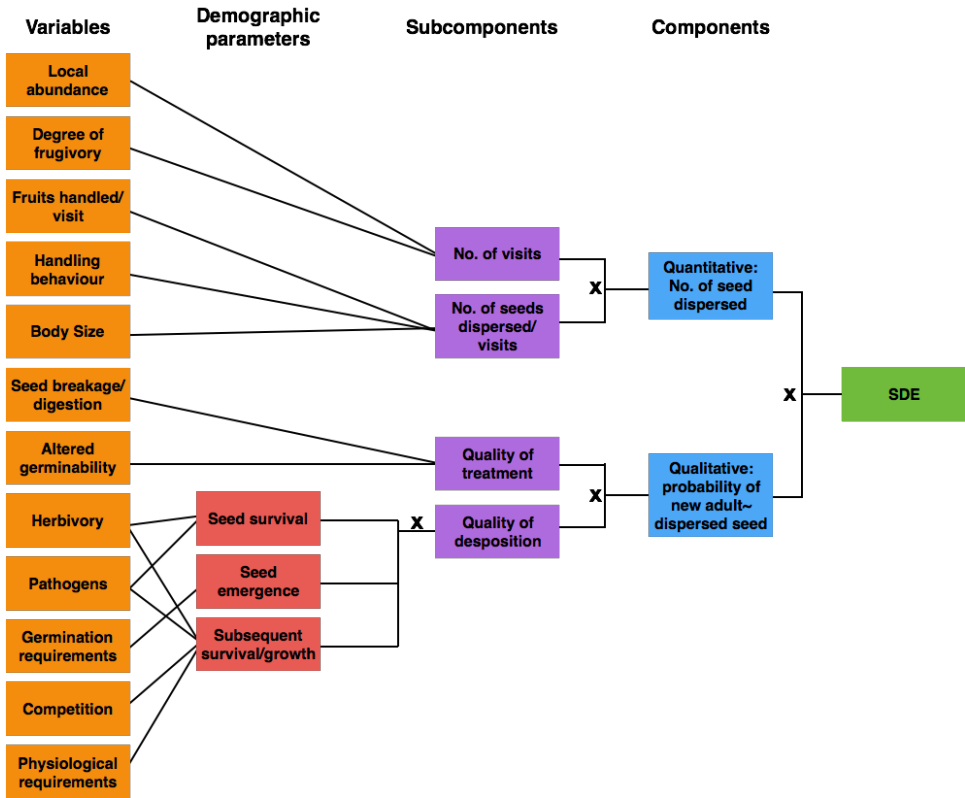 Variables
Demographic
parameters
Subcomponents
Components
Local
abundance
Degree of
frugivory
Fruits handled/
visit
Handling
behaviour
Body Size
Seed breakage/
digestion
Altered
germinability
Herbivory
Pathogens
Germination
requirements
Competition
Physiological
requirements
Seed survival
Seed
emergence
Subsequent
survival/growth
X
No. of visits
No. of seeds
dispersed/
visits
Quality of
treatment
Quality of
desposition
X
X
Quantitative:
No. of seed
dispersed
Qualitative:
probability of
new adult~
dispersed seed
X
SDE